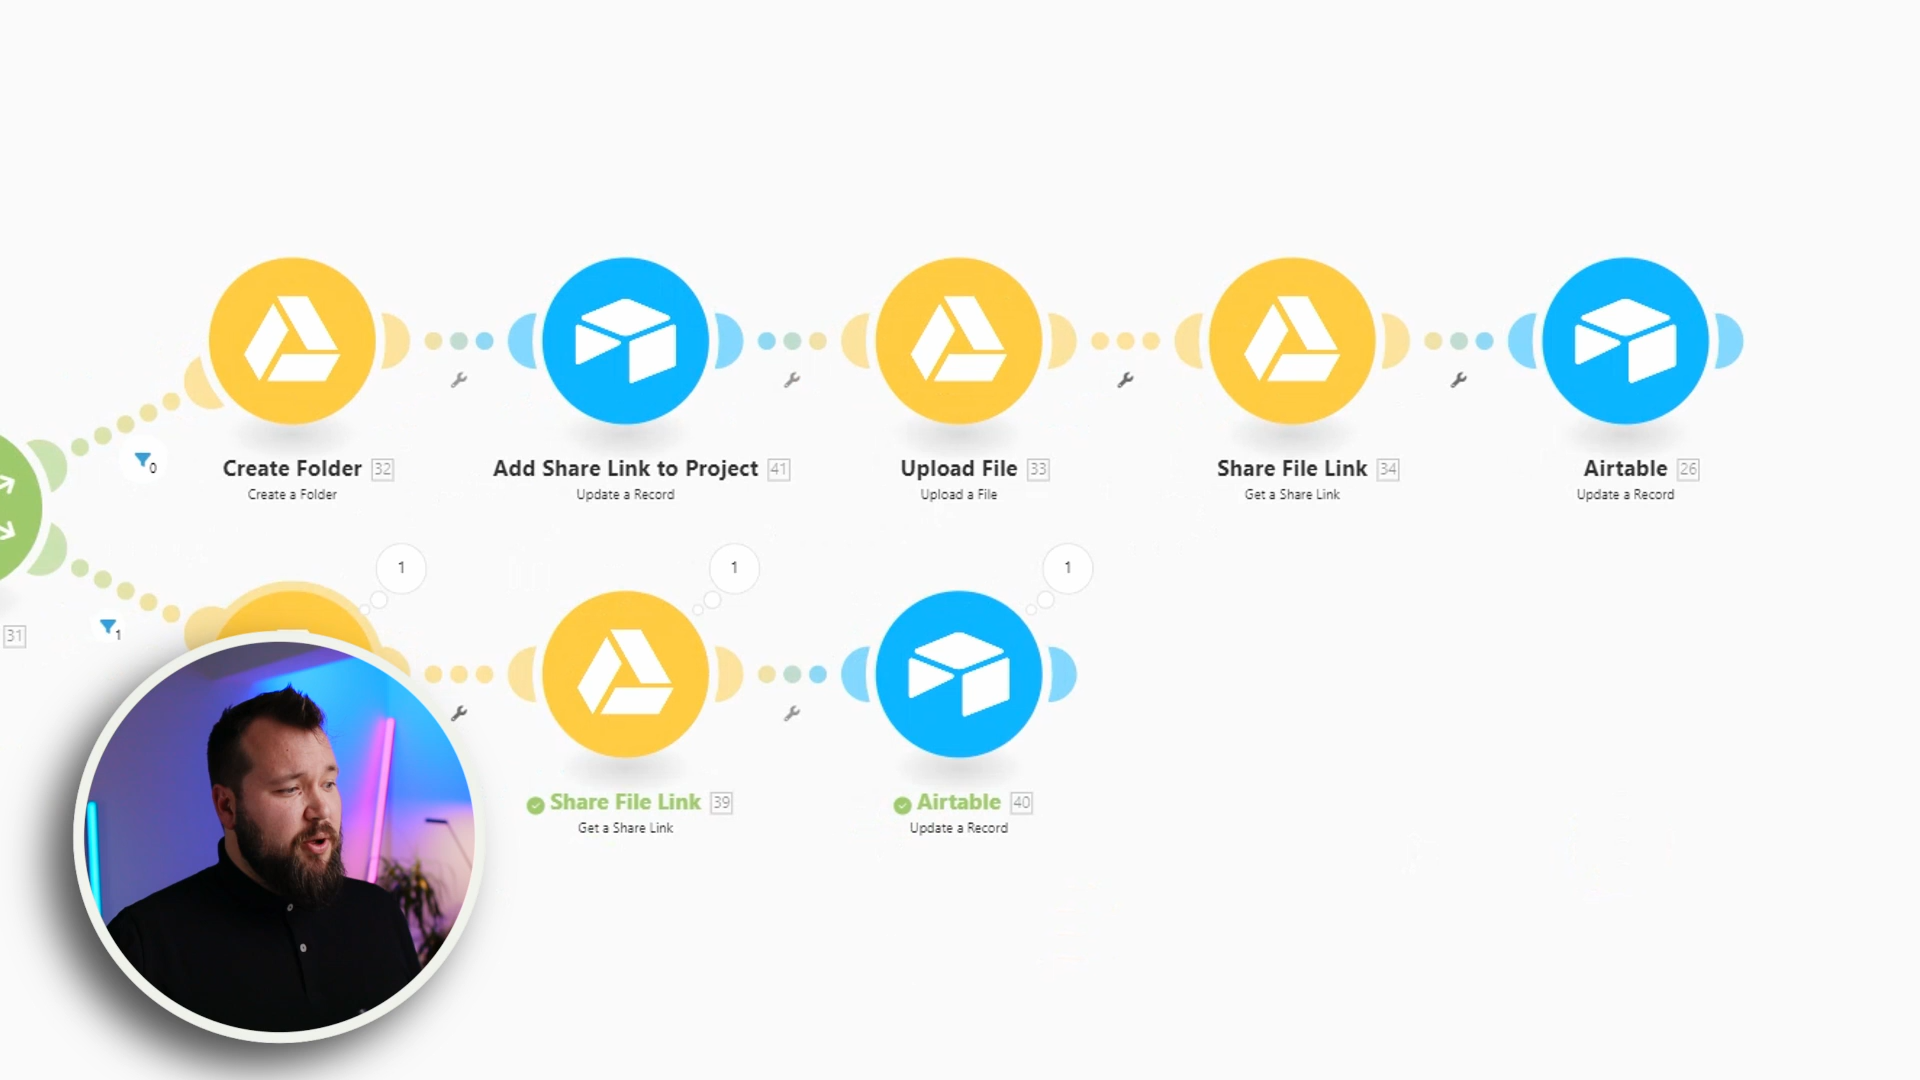 0
Create Folder 32
Create a Folder
Add Share Link to Project 41
Update a Record
Upload File 33
Upload a File
Share File Link 34
Get a Share Link
Airtable 26
Update a Record
1
1
1
31
1
Share File Link 39
Get a Share Link
Airtable 40
Update a Record